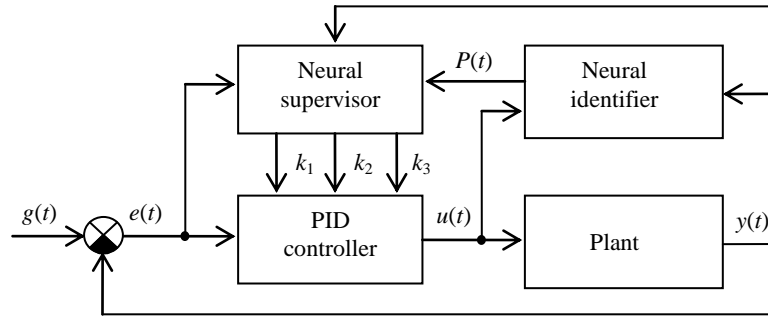 Neural
supervisor
P(t)
Neural
identifier
k1 k2 k3
g(t)
e(t)
PID
controller
u(t)
Plant
y(t)